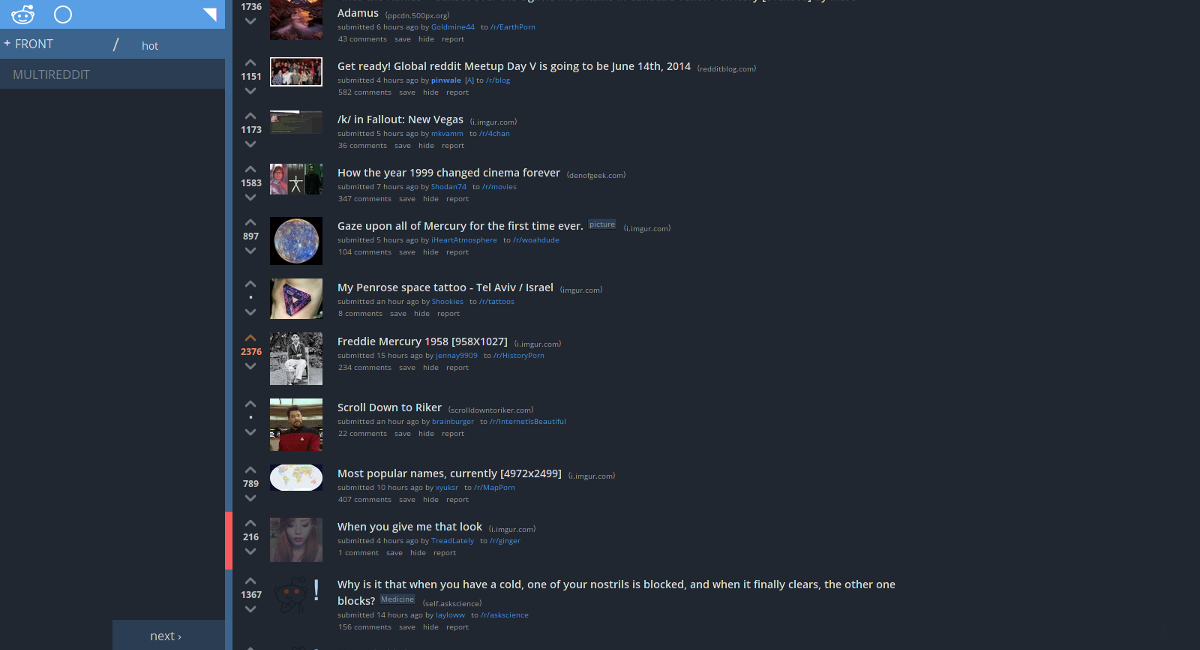 + FRONT / hot
MULTIREDDIT
next ›
1736
Adamus (ppcdn.500px.org)
submitted 6 hours ago by Goldmine44 to /r/EarthPorn
43 comments save hide report
1151
Get ready! Global reddit Meetup Day V is going to be June 14th, 2014 (redditblog.com)
submitted 4 hours ago by pinwale [A] to /r/blog
582 comments save hide report
1173
/k/ in Fallout: New Vegas (i.imgur.com)
submitted 5 hours ago by mkvamm to /r/4chan
36 comments save hide report
1583
How the year 1999 changed cinema forever (denofgeek.com)
submitted 7 hours ago by Shodan74 to /r/movies
347 comments save hide report
897
Gaze upon all of Mercury for the first time ever. picture (i.imgur.com)
submitted 5 hours ago by iHeartAtmosphere to /r/woahdude
104 comments save hide report
•
My Penrose space tattoo - Tel Aviv / Israel (imgur.com)
submitted an hour ago by Shookies to /r/tattoos
8 comments save hide report
2376
Freddie Mercury 1958 [958X1027] (i.imgur.com)
submitted 15 hours ago by jennay9909 to /r/HistoryPorn
234 comments save hide report
•
Scroll Down to Riker (scrolldowntoriker.com)
submitted an hour ago by brainburger to /r/InternetIsBeautiful
22 comments save hide report
789
Most popular names, currently [4972x2499] (i.imgur.com)
submitted 10 hours ago by xyuksr to /r/MapPorn
407 comments save hide report
216
When you give me that look (i.imgur.com)
submitted 4 hours ago by TreadLately to /r/ginger
1 comment save hide report
1367
Why is it that when you have a cold, one of your nostrils is blocked, and when it finally clears, the other one
blocks? Medicine (self.askscience)
submitted 14 hours ago by layloww to /r/askscience
156 comments save hide report